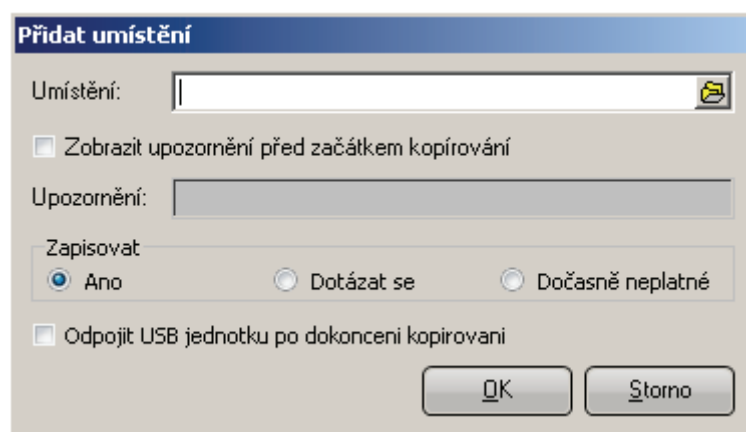 Přidat umístění
Umístění:
Zobrazit upozornění před začátkem kopírování
Upozornění:
Zapisovat
Ano Dotázat se Dočasně neplatné
Odpojit USB jednotku po dokonceni kopirovani
OK Storno